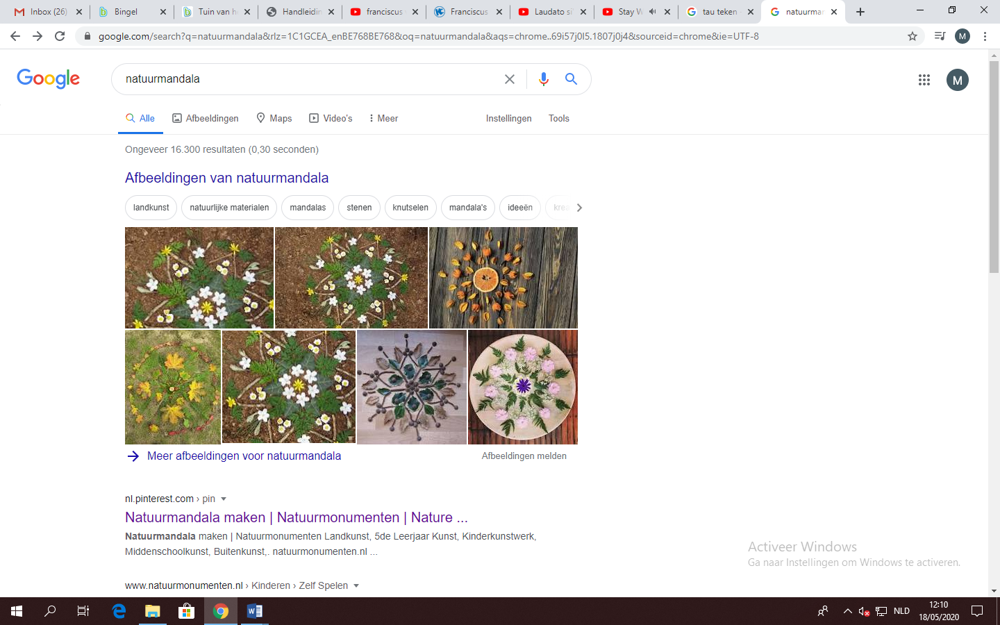 Inbox (26)
Bingel
Tuin van h
Handleidin
franciscus
Franciscus
Laudato si
Stay W
tau teken
natuurmar
google.com/search?q=natuurmandala&rlz=1C1GCEA_enBE768BE768&oq=natuurmandala&aqs=chrome..69i57j0l5.1807j0j4&sourceid=chrome&ie=UTF-8
M
Google
natuurmandala
M
Alle
Afbeeldingen
Maps
Video's
Meer
Instellingen
Tools
Ongeveer 16.300 resultaten (0,30 seconden)
Afbeeldingen van natuurmandala
landkunst
natuurlijke materialen
mandalas
stenen
knutselen
mandala's
ideeën
krea
Meer afbeeldingen voor natuurmandala
Afbeeldingen melden
nl.pinterest.com › pin
Natuurmandala maken | Natuurmonumenten | Nature ...
Natuurmandala maken | Natuurmonumenten Landkunst, 5de Leerjaar Kunst, Kinderkunstwerk,
Middenschoolkunst, Buitenkunst,. natuurmonumenten.nl ...
www.natuurmonumenten.nl › Kinderen › Zelf Spelen
Activeer Windows
Ga naar Instellingen om Windows te activeren.
NLD
12:10
18/05/2020